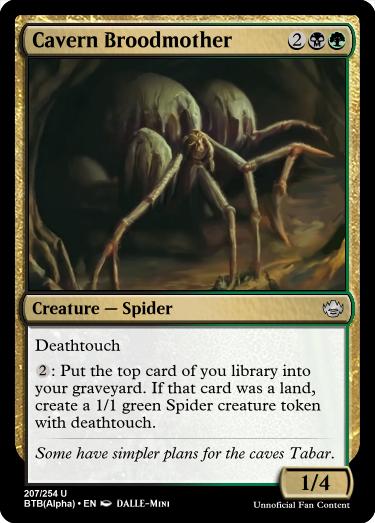 Cavern Broodmother 2
Creature — Spider
Deathtouch
2: Put the top card of you library into
your graveyard. If that card was a land,
create a 1/1 green Spider creature token
with deathtouch.
Some have simpler plans for the caves Tabar.
1/4
207/254 U
BTB(Alpha) • EN DALLE-Mini
Unnoficial Fan Content